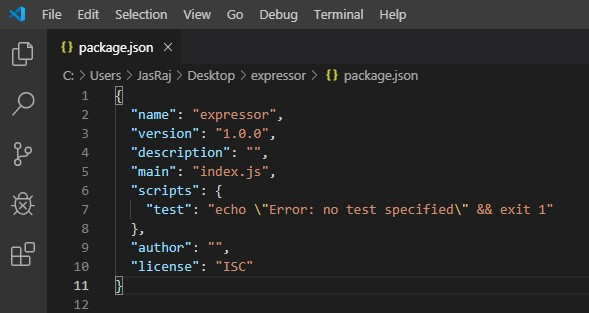 File Edit Selection View Go Debug Terminal Help
{} package.json ×
C: > Users > JasRaj > Desktop > expressor > {} package.json
1 {
2 "name": "expressor",
3 "version": "1.0.0",
4 "description": "",
5 "main": "index.js",
6 "scripts": {
7 "test": "echo \"Error: no test specified\" && exit 1"
8 },
9 "author": "",
10 "license": "ISC"
11 }
12